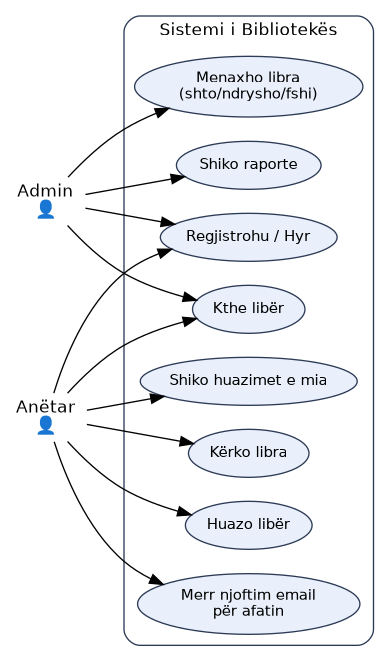 Sistemi i Bibliotekës
Menaxho libra
(shto/ndrysho/fshi)
Shiko raporte
Admin
Regjistrohu / Hyr
Kthe libër
Shiko huazimet e mia
Anëtar
Kërko libra
Huazo libër
Merr njoftim email
për afatin